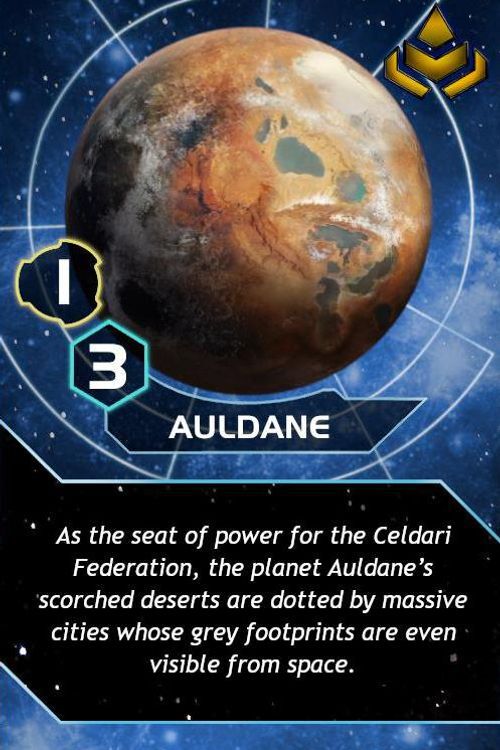 1
3
AULDANE
As the seat of power for the Celdari
Federation, the planet Auldane’s
scorched deserts are dotted by massive
cities whose grey footprints are even
visible from space.